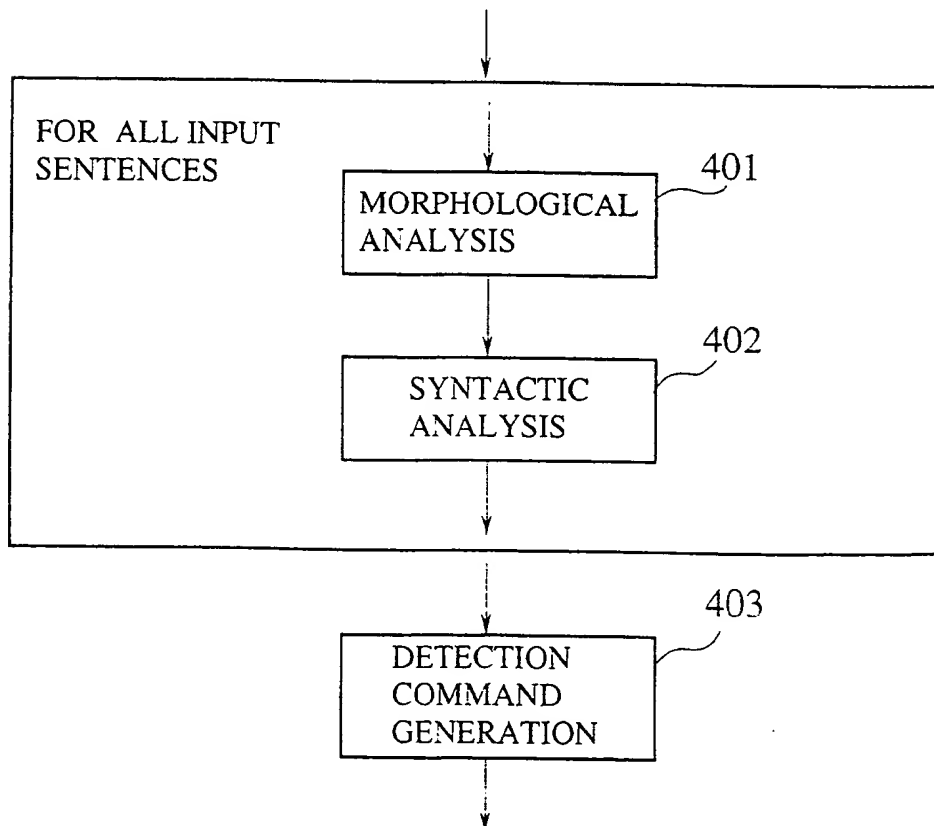 FOR ALL INPUT
SENTENCES
401
MORPHOLOGICAL
ANALYSIS
402
SYNTACTIC
ANALYSIS
403
DETECTION
COMMAND
GENERATION